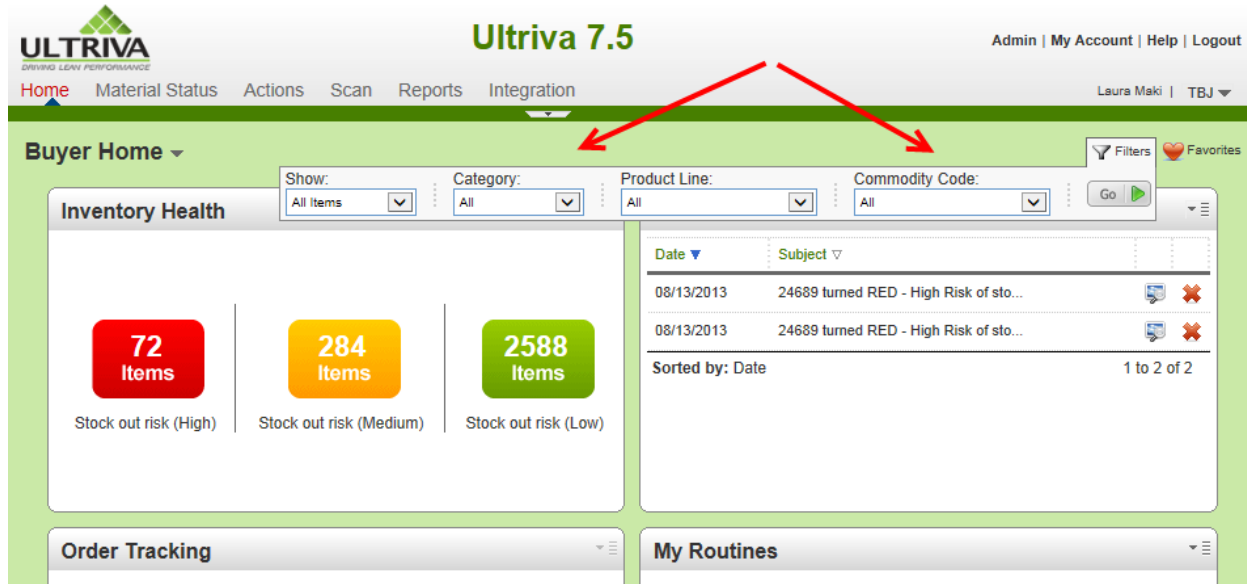 ULTRIVA
DRIVING LEAN PERFORMANCE
Ultriva 7.5
Admin | My Account | Help | Logout
Home Material Status Actions Scan Reports Integration
Laura Maki | TBJ
Buyer Home
Filters
Favorites
Show: Category: Product Line: Commodity Code:
All Items All All All Go
Inventory Health
Date Subject
08/13/2013 24689 turned RED - High Risk of sto...
08/13/2013 24689 turned RED - High Risk of sto...
Sorted by: Date 1 to 2 of 2
72 Items
284 Items
2588 Items
Stock out risk (High) Stock out risk (Medium) Stock out risk (Low)
Order Tracking
My Routines